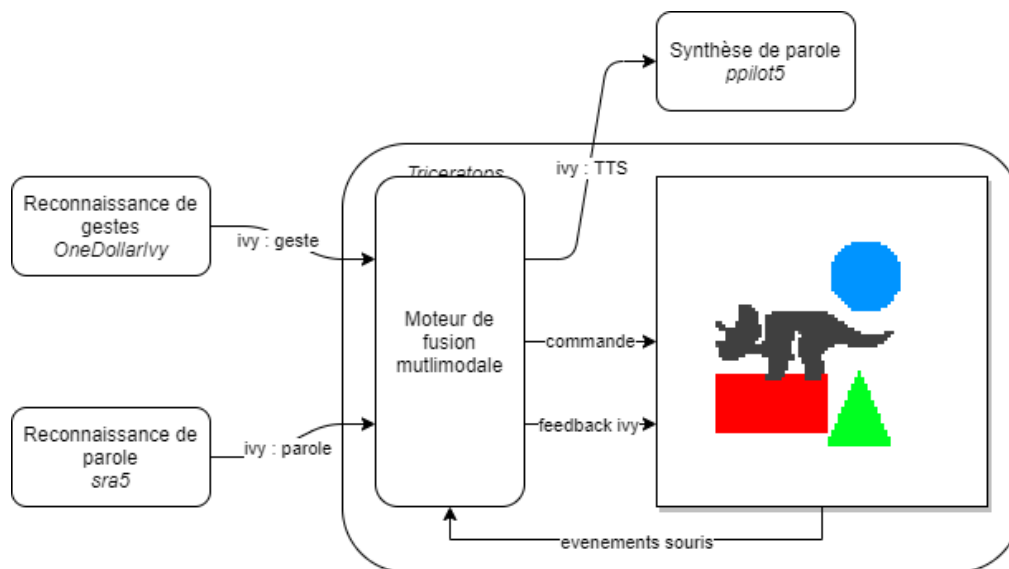 Synthèse de parole
ppilot5
ivy : TTS
Triceratons
Reconnaissance de
gestes
OneDollarIvy
ivy : geste
Moteur de
fusion
mutlimodale
commande
feedback ivy
Reconnaissance de
parole
sra5
ivy : parole
evenements souris